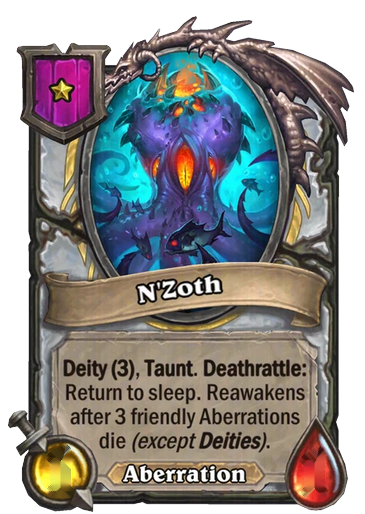 N'Zoth
Deity (3), Taunt. Deathrattle:
Return to sleep. Reawakens
after 3 friendly Aberrations
die (except Deities).
Aberration